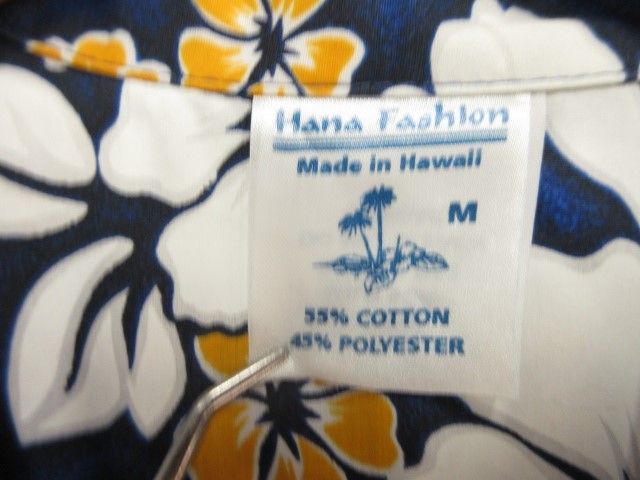 Hana Fashion
Made in Hawaii
M
55% COTTON
45% POLYESTER